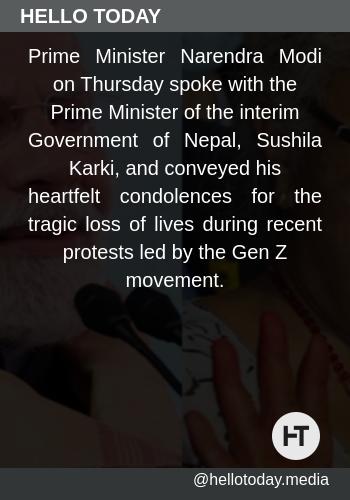 HELLO TODAY
Prime Minister Narendra Modi
on Thursday spoke with the
Prime Minister of the interim
Government of Nepal, Sushila
Karki, and conveyed his
heartfelt condolences for the
tragic loss of lives during recent
protests led by the Gen Z
movement.
HT
@hellotoday.media